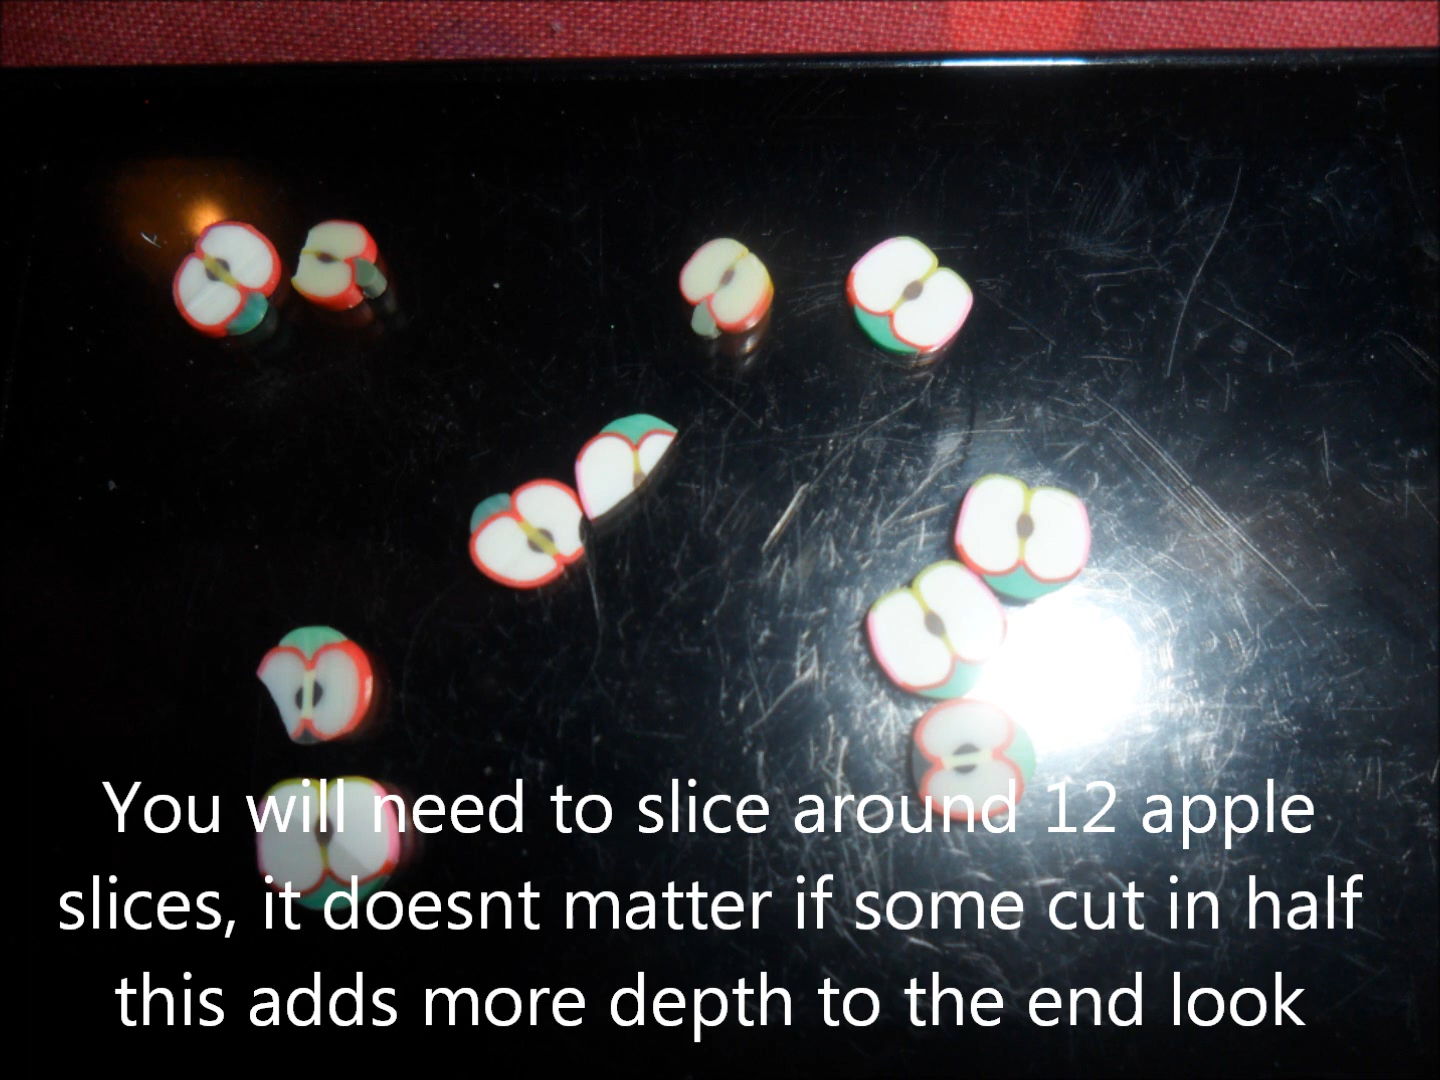 You will need to slice around 12 apple
slices, it doesnt matter if some cut in half
this adds more depth to the end look